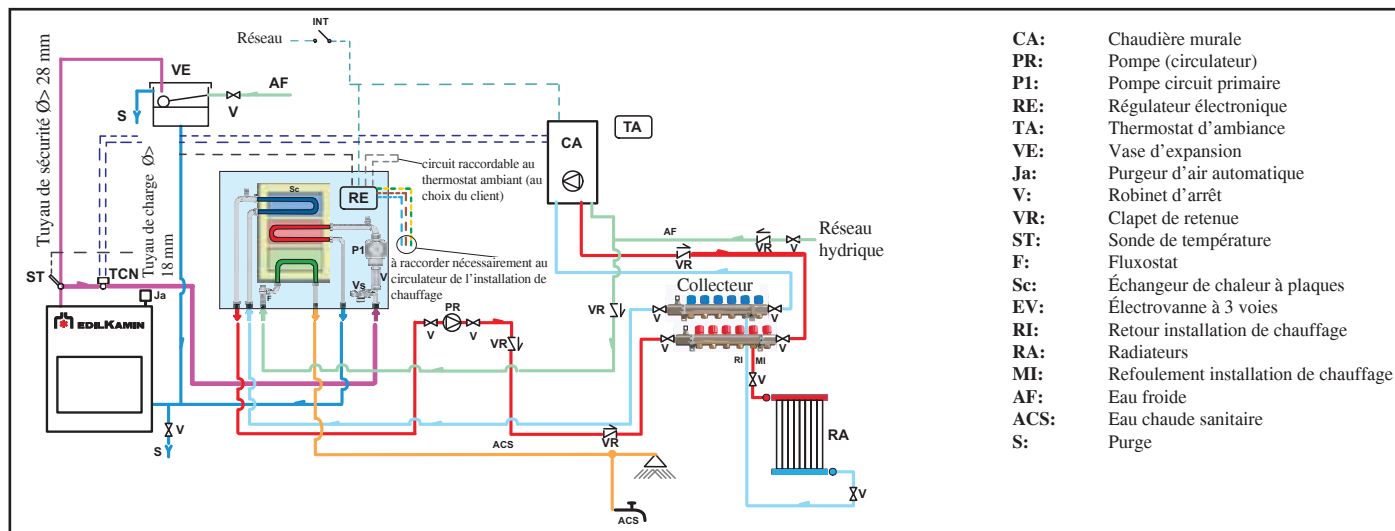 INT
Réseau
VE
AF
S
V
Tuyau de sécurité Ø> 28 mm
Tuyau de charge Ø>
18 mm
TA
CA
circuit raccordable au
thermostat ambiant (au
choix du client)
Sc
RE
Réseau
hydrique
AF
VR
V
VR
P1
V
à raccorder nécessairement au
circulateur de l'installation de
chauffage
ST
TCN
Ja
F
Vs
Collecteur
EDILKAMIN
PR
V
V
VR
VR
V
V
V
V
RI
MI
V
RA
V
S
ACS
VR
V
ACS
CA: Chaudière murale
PR: Pompe (circulateur)
P1: Pompe circuit primaire
RE: Régulateur électronique
TA: Thermostat d'ambiance
VE: Vase d'expansion
Ja: Purgeur d'air automatique
V: Robinet d'arrêt
VR: Clapet de retenue
ST: Sonde de température
F: Fluxostat
Sc: Échangeur de chaleur à plaques
EV: Électrovanne à 3 voies
RI: Retour installation de chauffage
RA: Radiateurs
MI: Refoulement installation de chauffage
AF: Eau froide
ACS: Eau chaude sanitaire
S: Purge